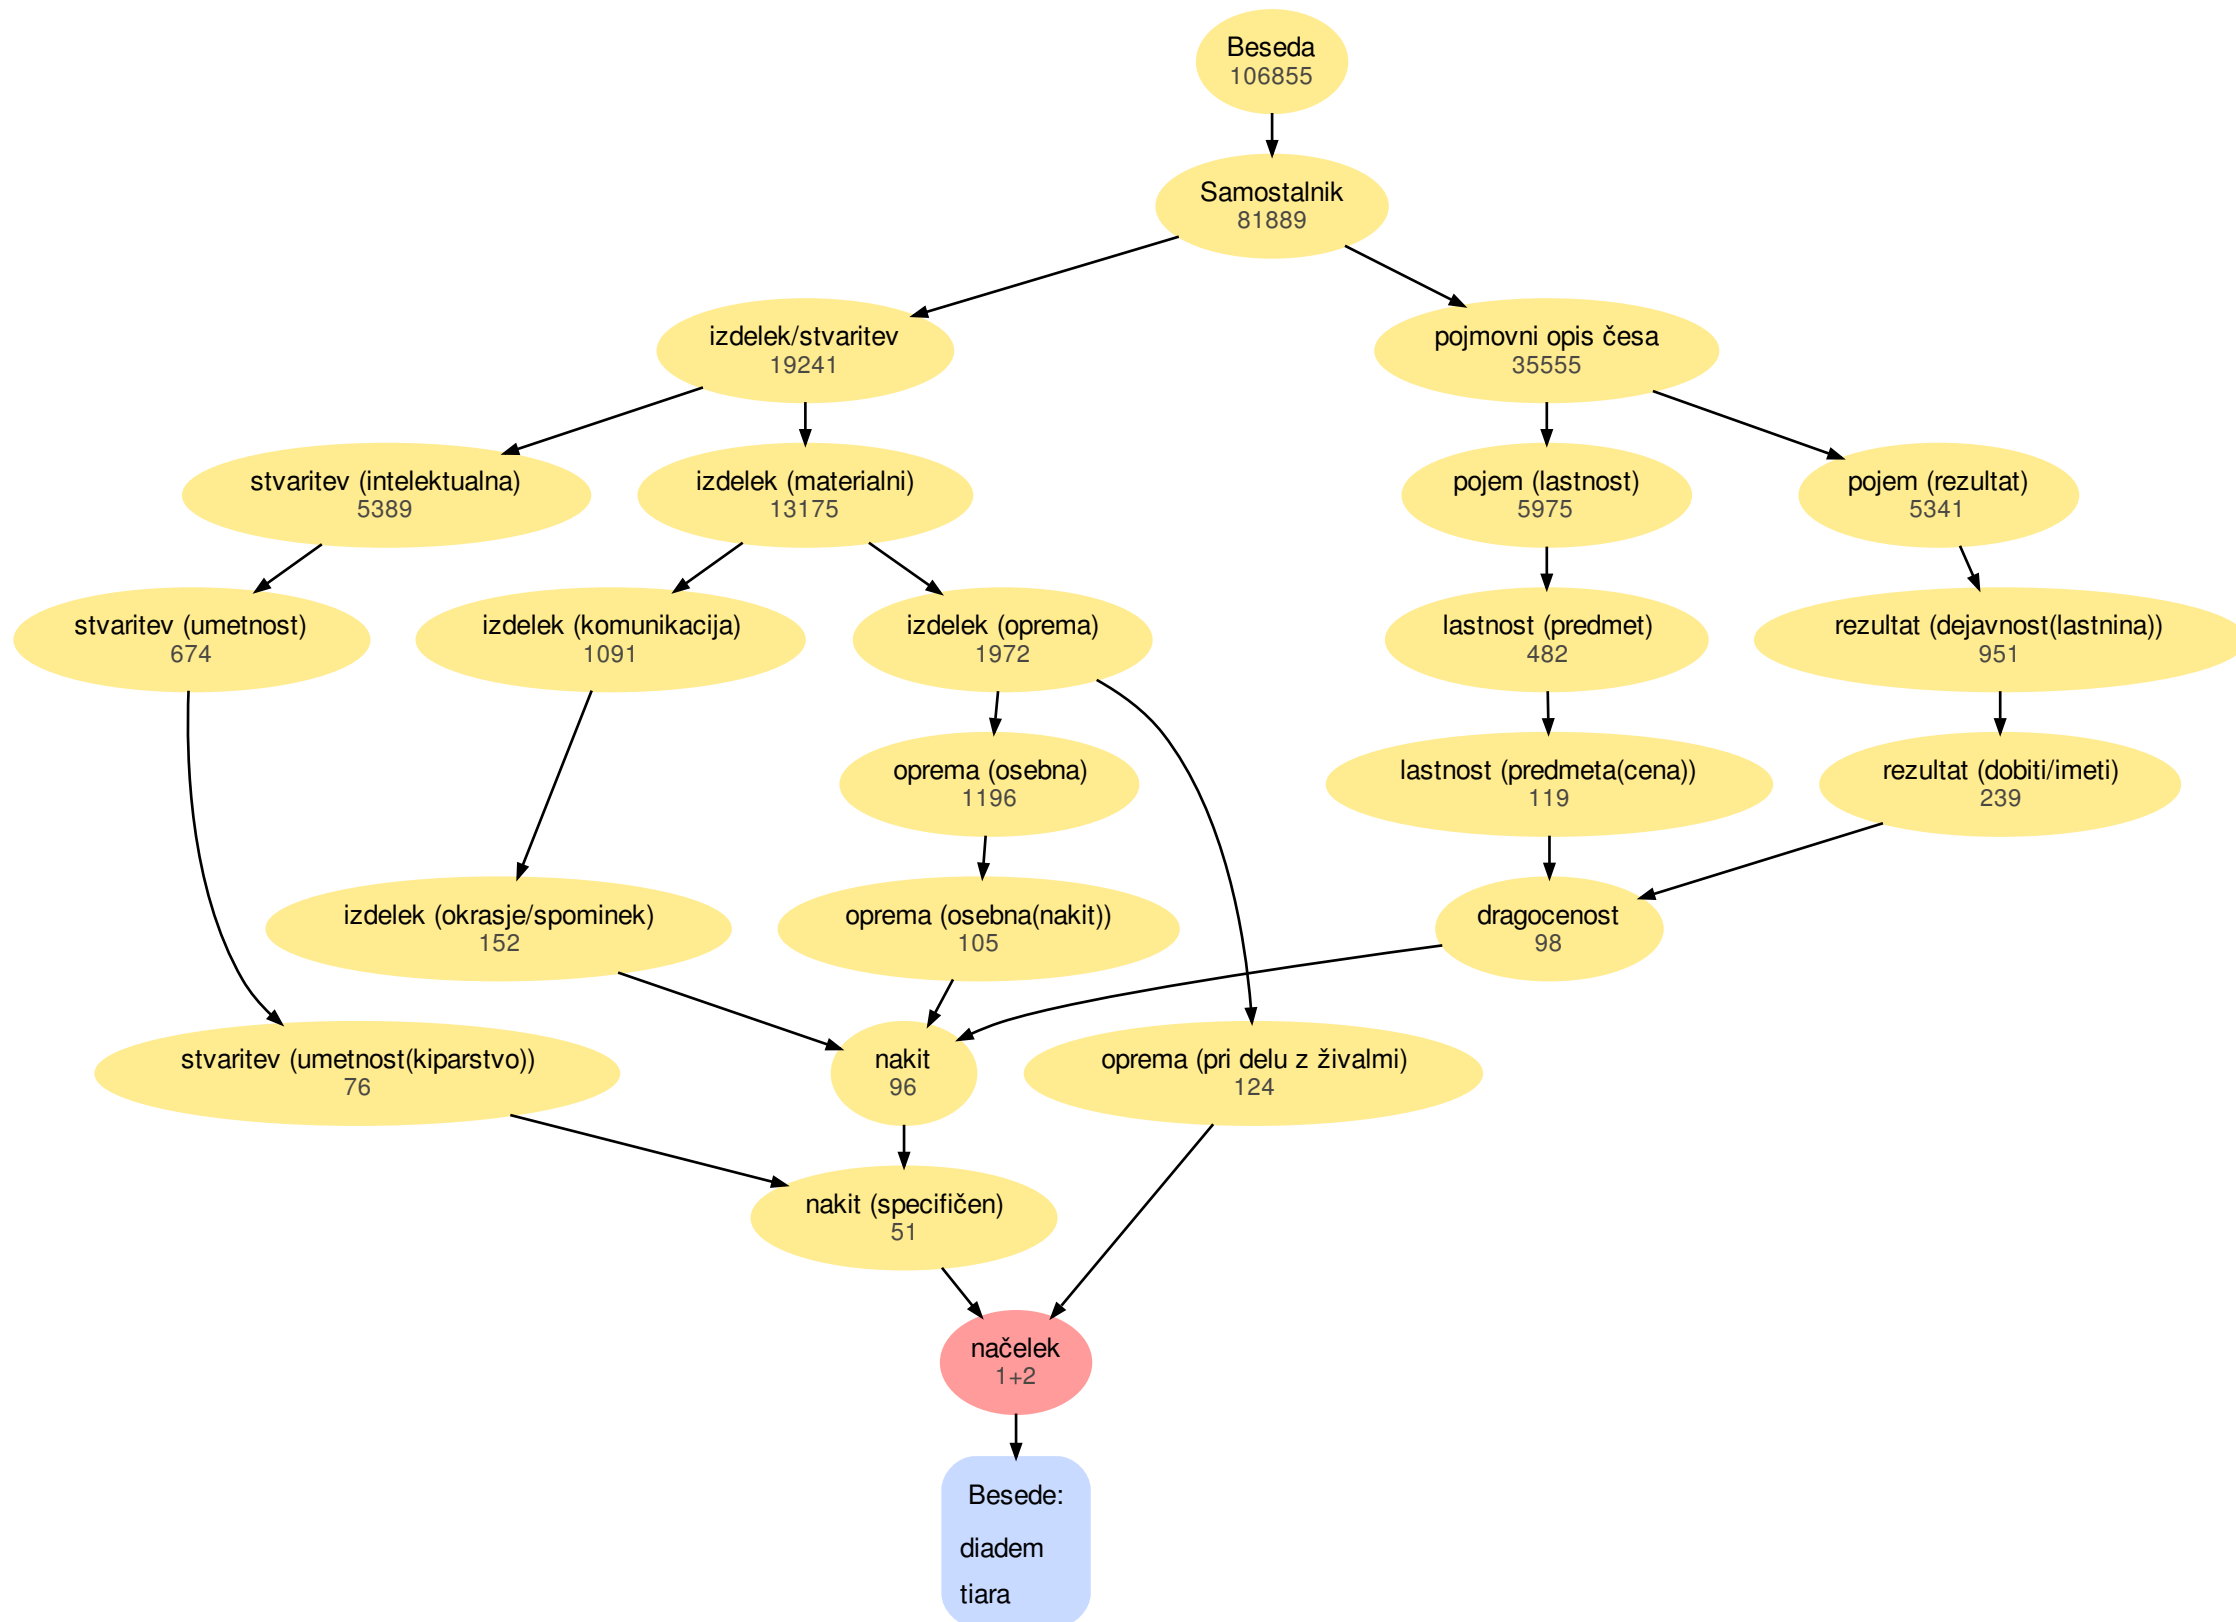 Beseda
106855
Samostalnik
81889
izdelek/stvaritev
19241
pojmovni opis česa
35555
stvaritev (intelektualna)
5389
izdelek (materialni)
13175
pojem (lastnost)
5975
pojem (rezultat)
5341
stvaritev (umetnost)
674
izdelek (komunikacija)
1091
izdelek (oprema)
1972
lastnost (predmet)
482
rezultat (dejavnost(lastnina))
951
oprema (osebna)
1196
lastnost (predmeta(cena))
119
rezultat (dobiti/imeti)
239
izdelek (okrasje/spominek)
152
oprema (osebna(nakit))
105
dragocenost
98
stvaritev (umetnost(kiparstvo))
76
nakit
96
oprema (pri delu z živalmi)
124
nakit (specifičen)
51
načelek
1+2
Besede:
diadem
tiara